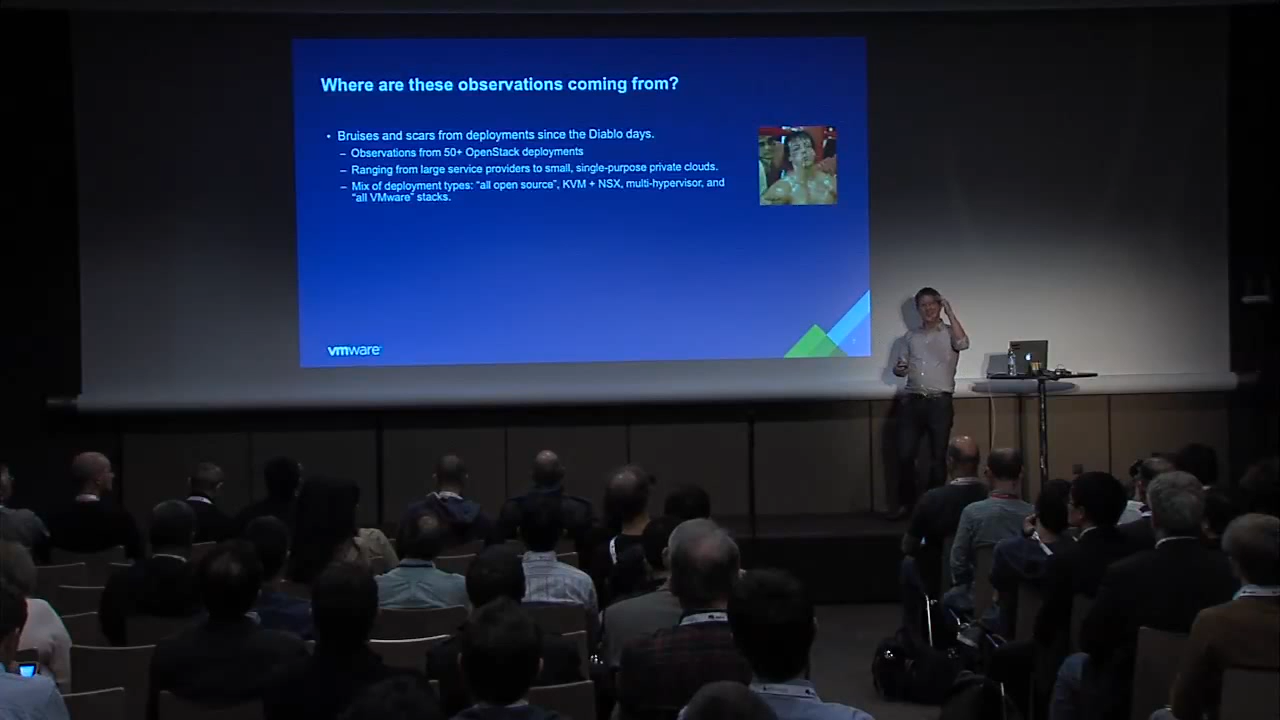 Where are these observations coming from?
• Bruises and scars from deployments since the Diablo days.
– Observations from 50+ OpenStack deployments
– Ranging from large service providers to small, single-purpose private clouds.
– Mix of deployment types: “all open source”, KVM + NSX, multi-hypervisor, and
“all VMware” stacks.
vmware